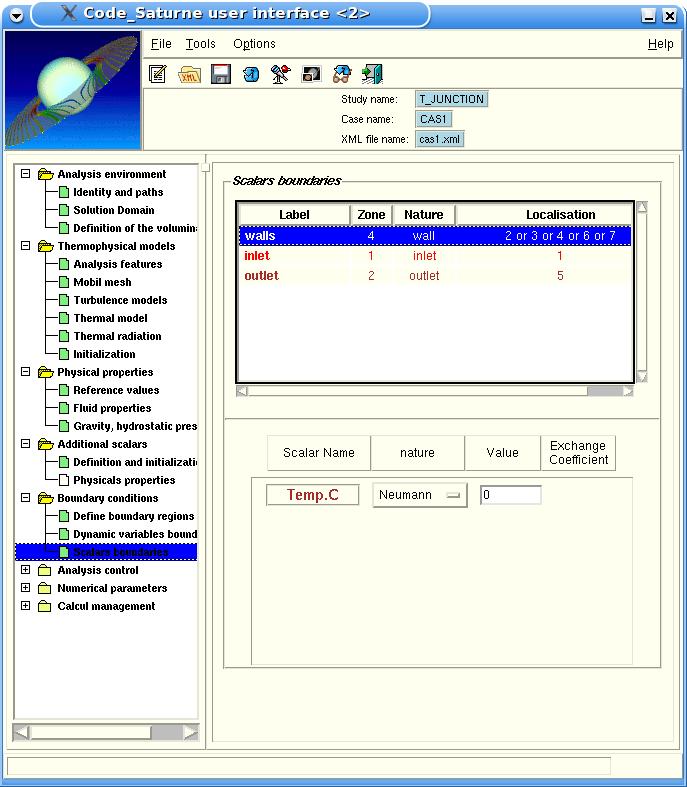 Code_Saturne user interface <2>
File Tools Options Help
XML
Study name: T_JUNCTION
Case name: CAS1
XML file name: cas1.xml
Analysis environment
Identity and paths
Solution Domain
Definition of the volumin
Thermophysical models
Analysis features
Mobil mesh
Turbulence models
Thermal model
Thermal radiation
Initialization
Physical properties
Reference values
Fluid properties
Gravity, hydrostatic pres
Additional scalars
Definition and initializati
Physicals properties
Boundary conditions
Define boundary regions
Dynamic variables bound
Scalars boundaries
Analysis control
Numerical parameters
Calcul management
Scalars boundaries
Label Zone Nature Localisation
walls 4 wall 2 or 3 or 4 or 6 or 7
inlet 1 inlet 1
outlet 2 outlet 5
Scalar Name nature Value Exchange
Coefficient
Temp.C Neumann 0